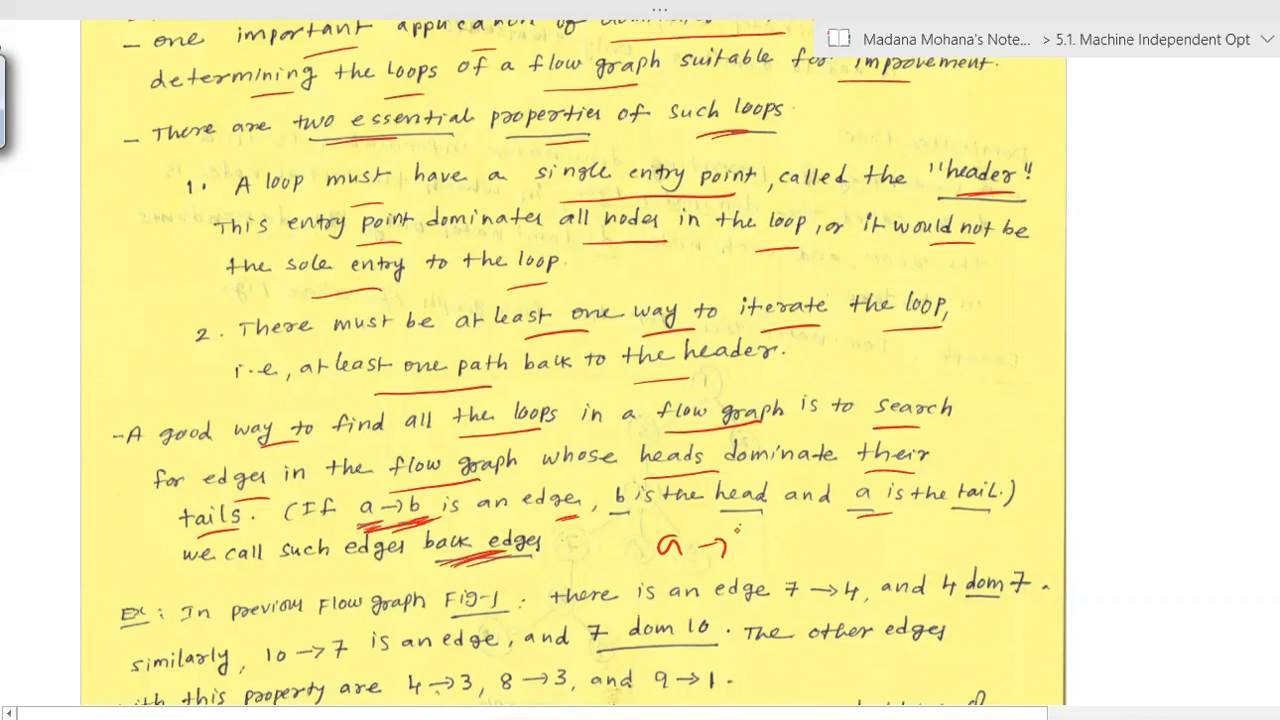 Madana Mohana's Note... > 5.1. Machine Independent Opt
- one important application of
determining the loops of a flow graph suitable for improvement.
- There are two essential properties of such loops.
1. A loop must have a single entry point, called the "header".
This entry point dominates all nodes in the loop, or it would not be
the sole entry to the loop.
2. There must be at least one way to iterate the loop,
i.e, at least one path back to the header.
- A good way to find all the loops in a flow graph is to search
for edges in the flow graph whose heads dominate their
tails. (If a → b is an edge, b is the head and a is the tail.)
we call such edges back edges
a →
Ex: In previous Flow graph Fig-1. there is an edge 7 → 4, and 4 dom 7.
similarly, 10 → 7 is an edge, and 7 dom 10. The other edges
with this property are 4 → 3, 8 → 3, and 9 → 1.